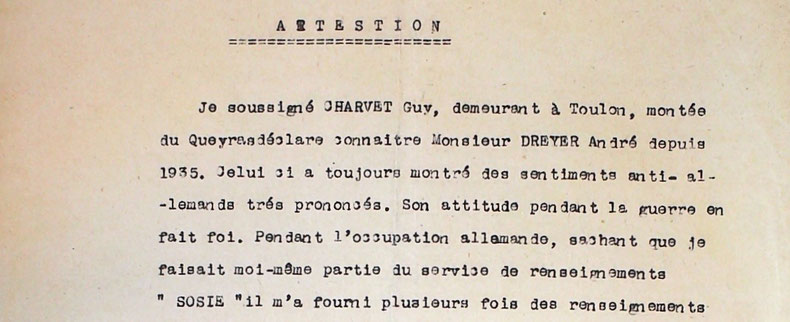 ATTESTION
Je soussigné CHARVET Guy, demeurant à Toulon, montée
du Queyrasdéclare connaitre Monsieur DREYER André depuis
1935. Celui ci a toujours montré des sentiments anti- al-
-lemands trés prononcés. Son attitude pendant la guerre en
fait foi. Pendant l'occupation allemande, sachant que je
faisait moi-même partie du service de renseignements
" SOSIE "il m'a fourni plusieurs fois des renseignements